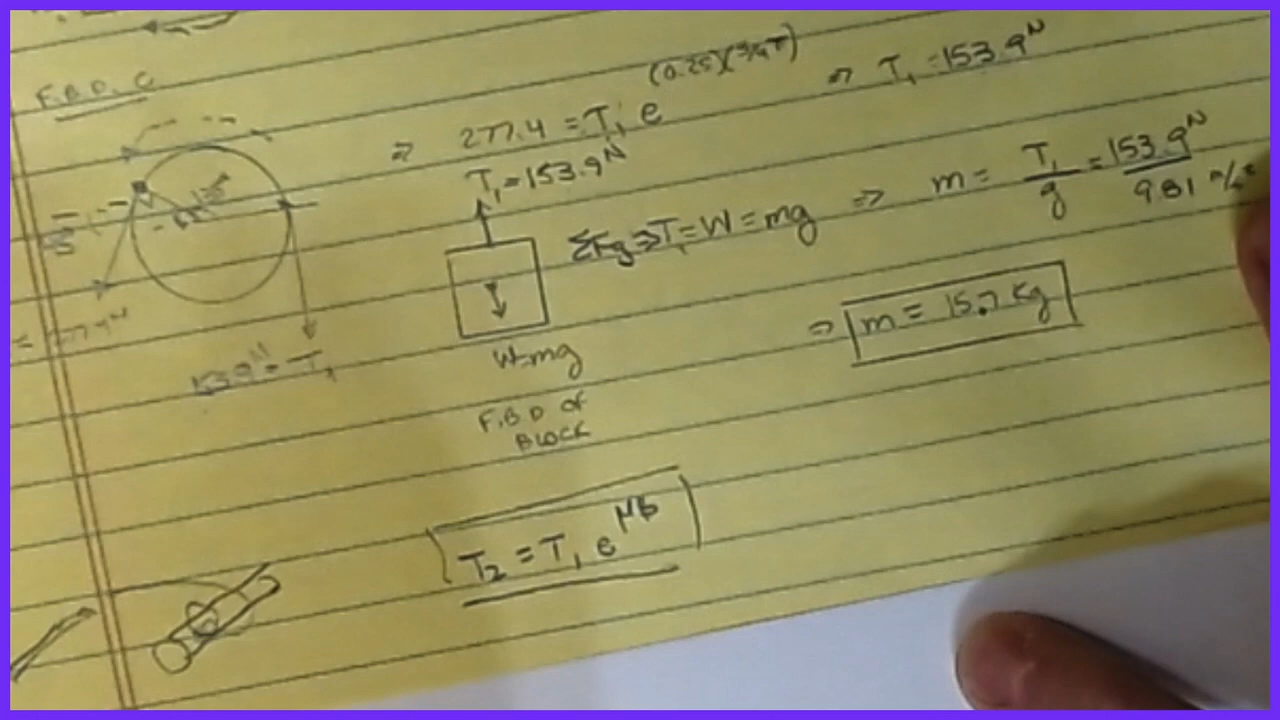 F.B.D. C
⇒ 277.4 = T₁ e^(0.25)(3/4π) ⇒ T₁ = 153.9ᴺ
T₁ = 153.9ᴺ
ΣFy ⇒ T₁ = W = mg ⇒ m = T₁/g = 153.9ᴺ/9.81 m/s²
⇒ m = 15.7 Kg
153.9ᴺ = T₁
W=mg
F.B.D of
BLOCK
T₂ = T₁ e^μB